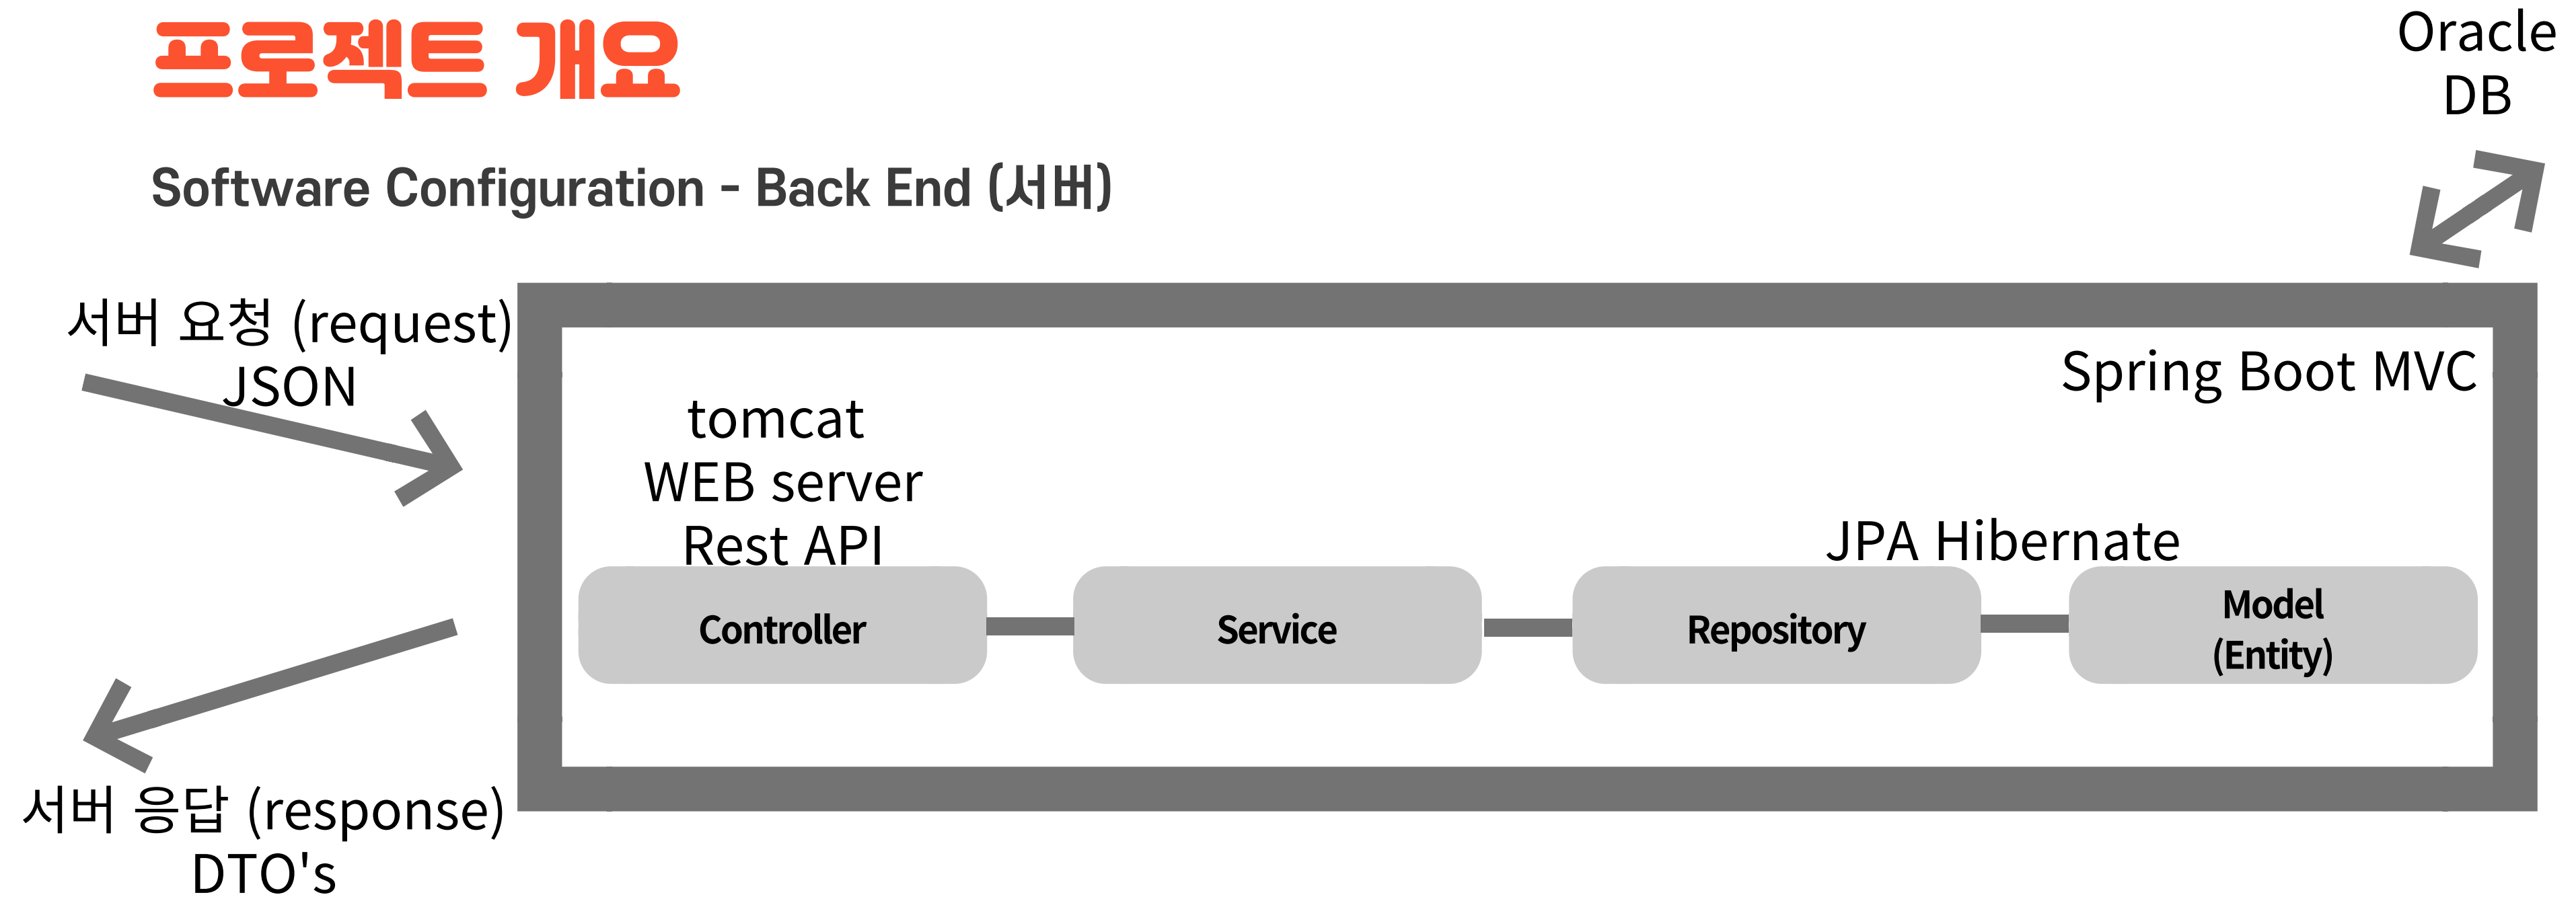 프로젝트 개요
Oracle
DB
Software Configuration - Back End (서버)
서버 요청 (request)
JSON
Spring Boot MVC
tomcat
WEB server
Rest API
JPA Hibernate
Controller
Service
Repository
Model
(Entity)
서버 응답 (response)
DTO's